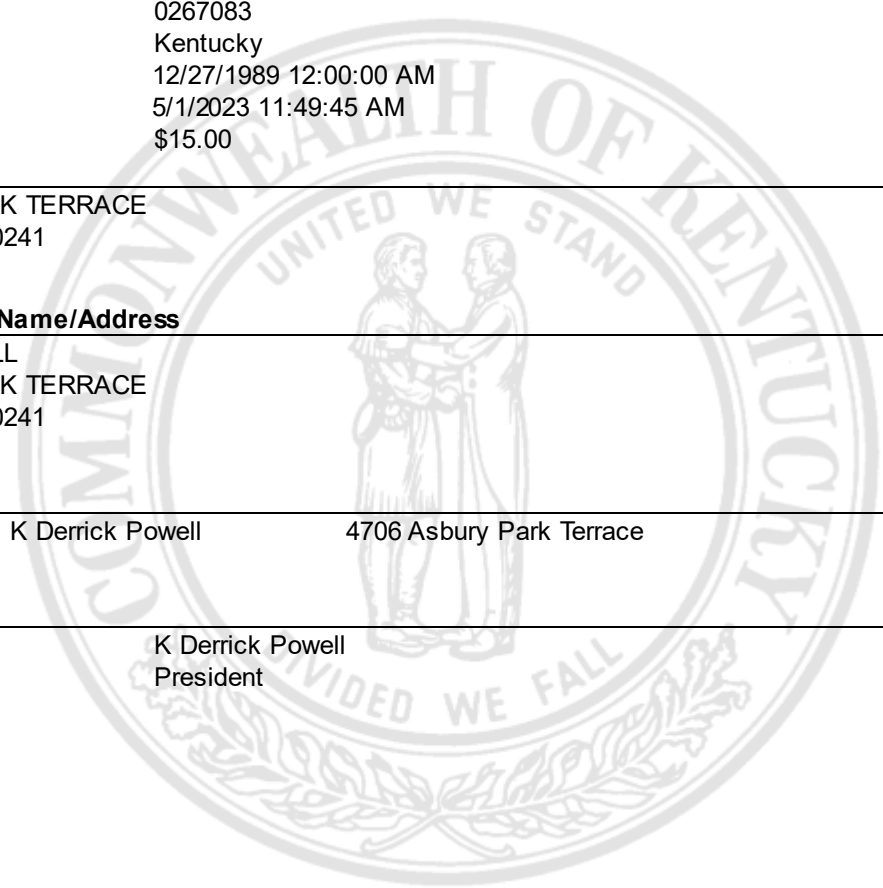 0267083
Kentucky
12/27/1989 12:00:00 AM
5/1/2023 11:49:45 AM
$15.00
K TERRACE
0241
Name/Address
LL
K TERRACE
0241
K Derrick Powell 4706 Asbury Park Terrace
K Derrick Powell
President
COMMONWEALTH OF KENTUCKY
UNITED WE STAND
DIVIDED WE FALL